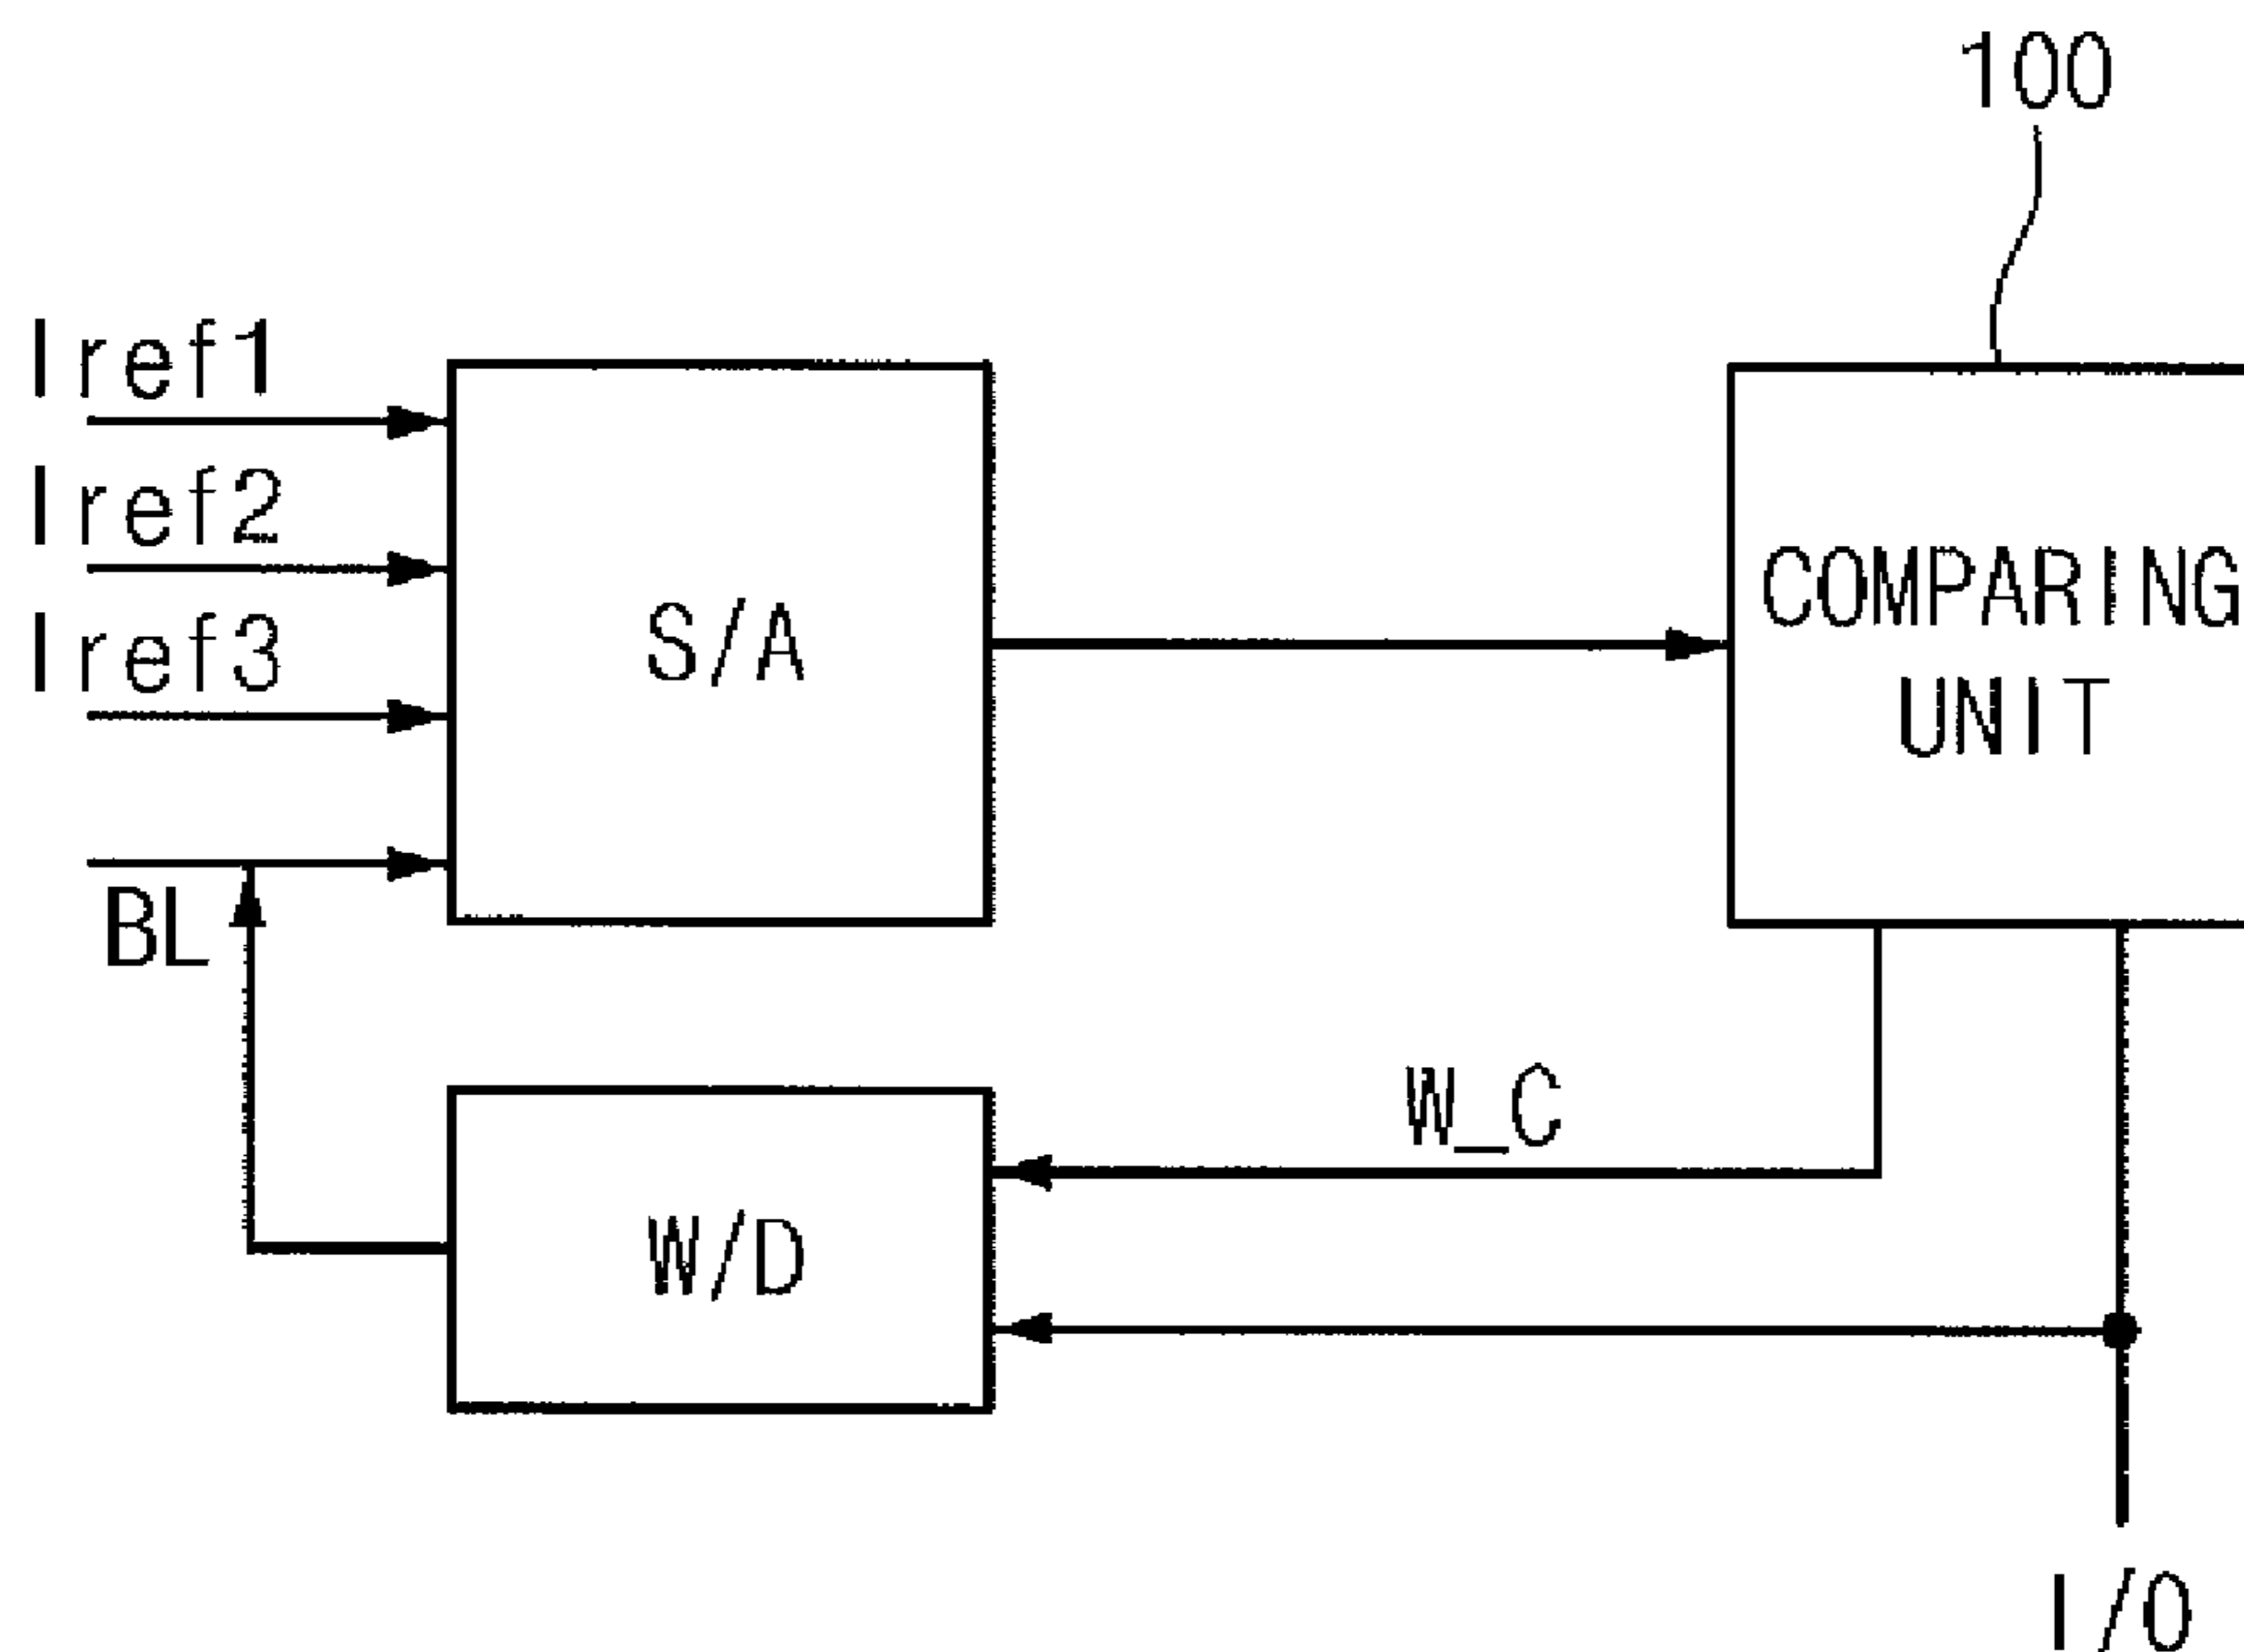 100
Iref1
Iref2
Iref3
S/A
COMPARING
UNIT
BL
W_C
W/D
I/O